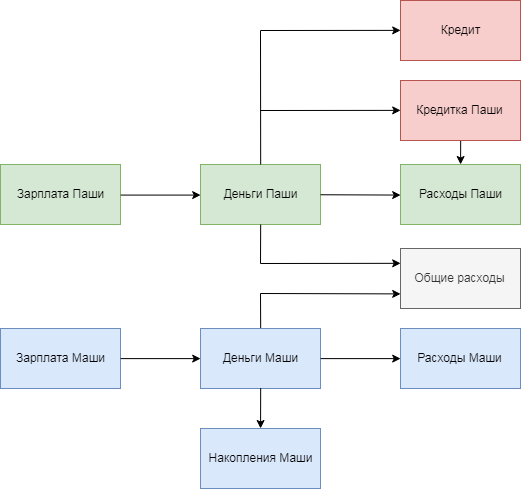 Кредит
Кредитка Паши
Зарплата Паши
Деньги Паши
Расходы Паши
Общие расходы
Зарплата Маши
Деньги Маши
Расходы Маши
Накопления Маши